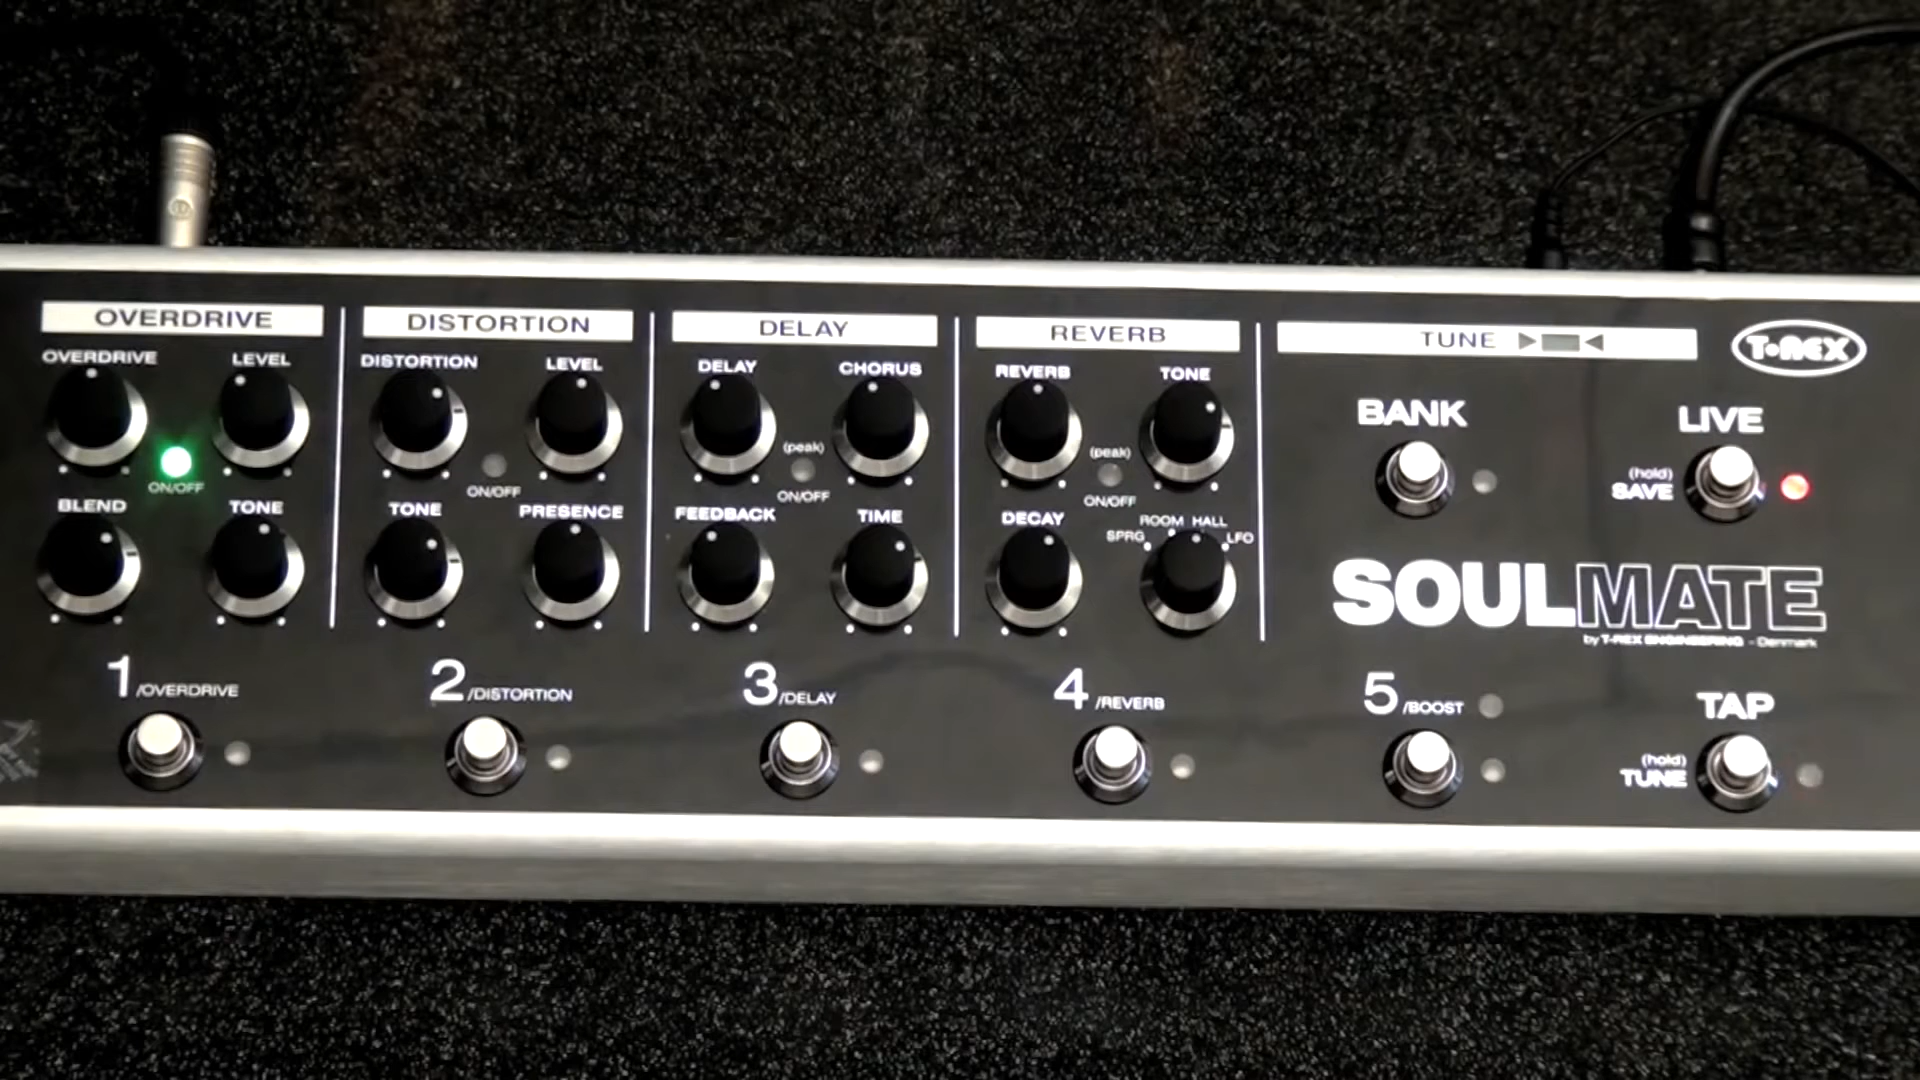 OVERDRIVE
OVERDRIVE LEVEL
ON/OFF
BLEND TONE
DISTORTION
DISTORTION LEVEL
ON/OFF
TONE PRESENCE
DELAY
DELAY CHORUS
(peak)
ON/OFF
FEEDBACK TIME
REVERB
REVERB TONE
(peak)
ON/OFF
DECAY
ROOM HALL
SPRG LFO
TUNE
T-REX
BANK
LIVE
(hold)
SAVE
SOULMATE
by T-REX ENGINEERING - Denmark
1/OVERDRIVE
2/DISTORTION
3/DELAY
4/REVERB
5/BOOST
TAP
(hold)
TUNE